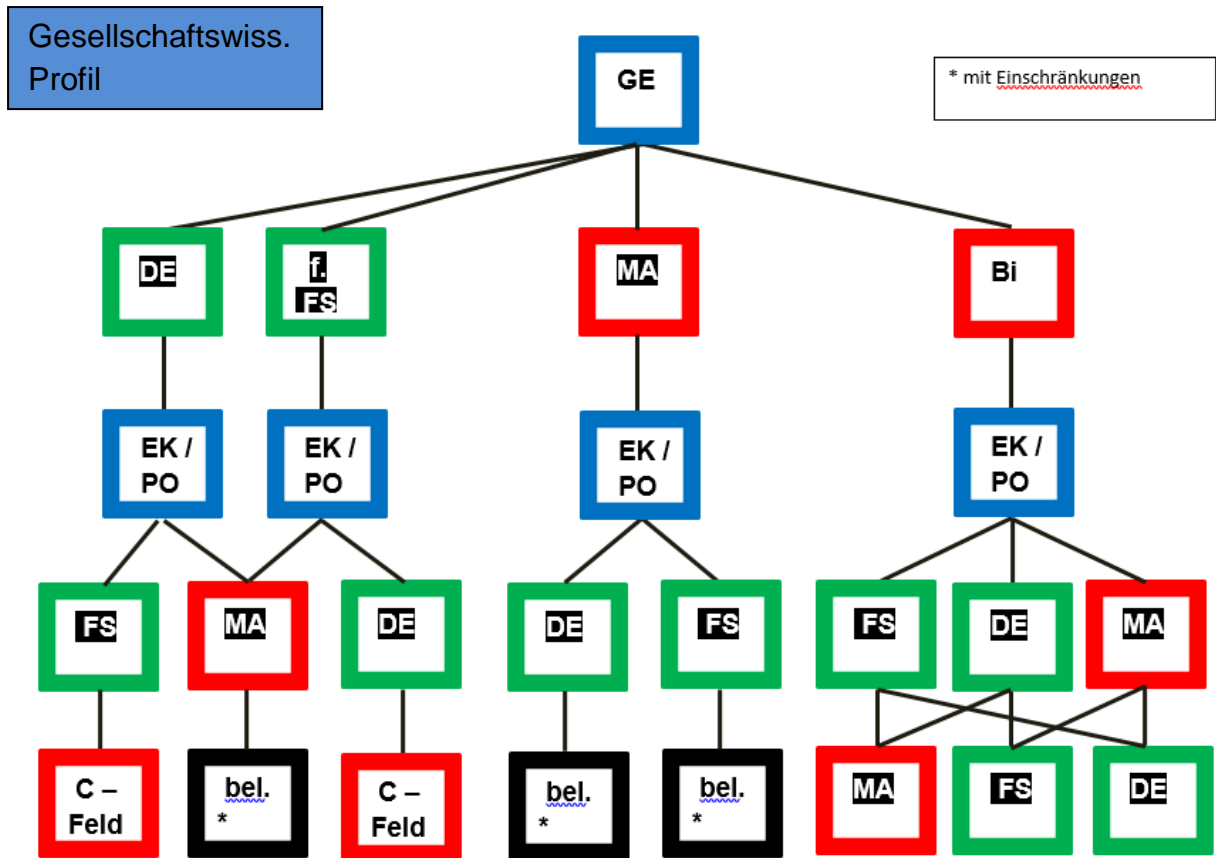 Gesellschaftswiss.
Profil
GE
* mit Einschränkungen
DE
f.
FS
MA
Bi
EK /
PO
EK /
PO
EK /
PO
EK /
PO
FS
MA
DE
DE
FS
FS
DE
MA
C –
Feld
bel.
*
C –
Feld
bel.
*
bel.
*
MA
FS
DE